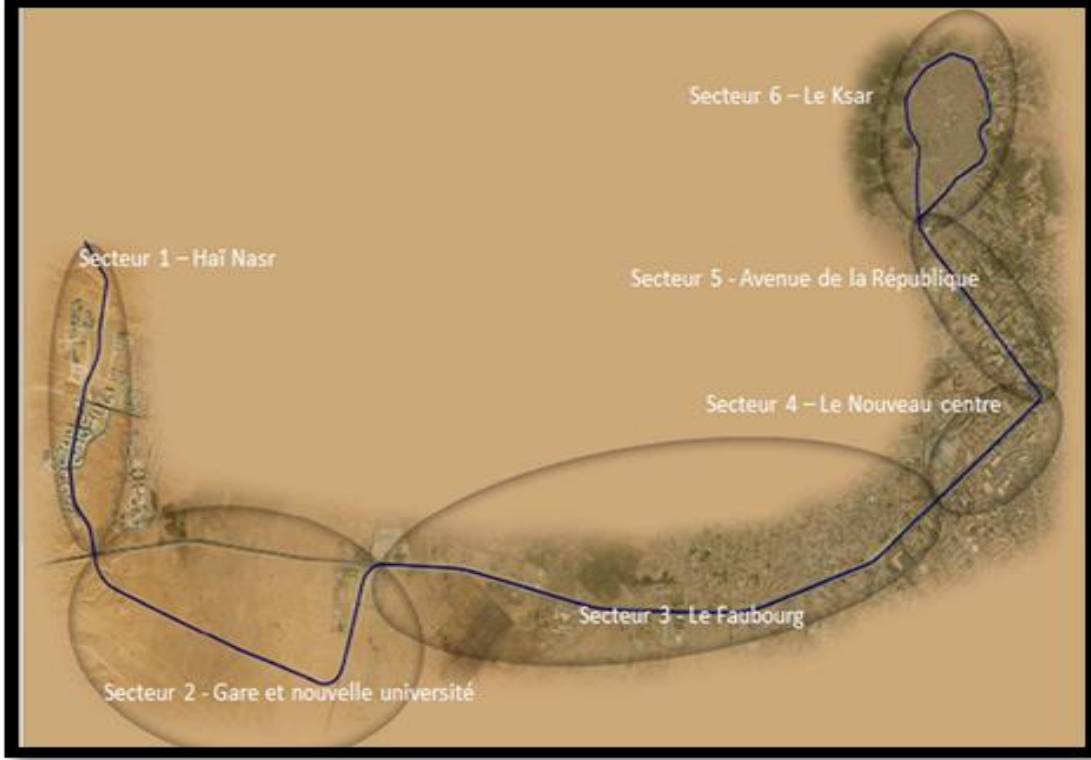 Secteur 6 – Le Ksar
Secteur 1 – Haï Nasr
Secteur 5 - Avenue de la République
Secteur 4 – Le Nouveau centre
Secteur 3 - Le Faubourg
Secteur 2 - Gare et nouvelle université